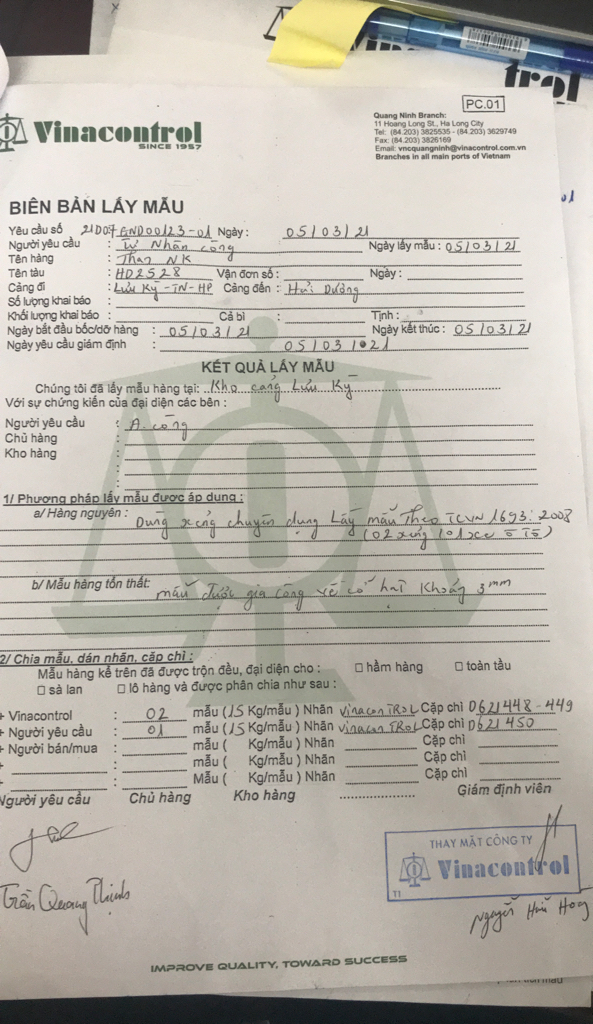 trol
PC.01
Vinacontrol
SINCE 1957
Quang Ninh Branch:
11 Hoang Long St., Ha Long City
Tel: (84.203) 3825535 - (84.203) 3629749
Fax: (84.203) 3826169
Email: vncquangninh@vinacontrol.com.vn
Branches in all main ports of Vietnam
BIÊN BẢN LẤY MẪU
Yêu cầu số 21D07GND00123-01 Ngày: 05/03/21
Người yêu cầu : Tư Nhân công Ngày lấy mẫu: 05/03/21
Tên hàng : Than NK
Tên tàu : HD2528 Vận đơn số: Ngày:
Cảng đi : Lưu Kỳ-TN-HP Cảng đến: Hải Dương
Số lượng khai báo :
Khối lượng khai báo : Cả bì : Tịnh:
Ngày bắt đầu bốc/dỡ hàng : 05/03/21 Ngày kết thúc: 05/03/21
Ngày yêu cầu giám định : 05/03/2021
KẾT QUẢ LẤY MẪU
Chúng tôi đã lấy mẫu hàng tại: Kho cảng Lưu Kỳ
Với sự chứng kiến của đại diện các bên :
Người yêu cầu : A. công
Chủ hàng :
Kho hàng :
1/ Phương pháp lấy mẫu được áp dụng :
a/ Hàng nguyên : Dùng xẻng chuyên dụng Lấy mẫu Theo TCVN 1693: 2008
(02 xẻng 101 xe ô tô)
b/ Mẫu hàng tổn thất: mẫu được gia công về cỡ hạt Khoảng 3mm
2/ Chia mẫu, dán nhãn, cặp chì :
Mẫu hàng kể trên đã được trộn đều, đại diện cho : □ hầm hàng □ toàn tầu
□ sà lan □ lô hàng và được phân chia như sau :
+ Vinacontrol : 02 mẫu (15 Kg/mẫu ) Nhãn vinaconTROL Cặp chì D621448-449
+ Người yêu cầu : 01 mẫu (15 Kg/mẫu ) Nhãn vinaconTROL Cặp chì D621450
+ Người bán/mua : mẫu ( Kg/mẫu ) Nhãn Cặp chì
+ : mẫu ( Kg/mẫu ) Nhãn Cặp chì
+ : Mẫu ( Kg/mẫu ) Nhãn Cặp chì
Người yêu cầu Chủ hàng Kho hàng Giám định viên
THAY MẶT CÔNG TY
Vinacontrol
T1
Trần Quang Thịnh
Nguyễn Hữu
IMPROVE QUALITY, TOWARD SUCCESS